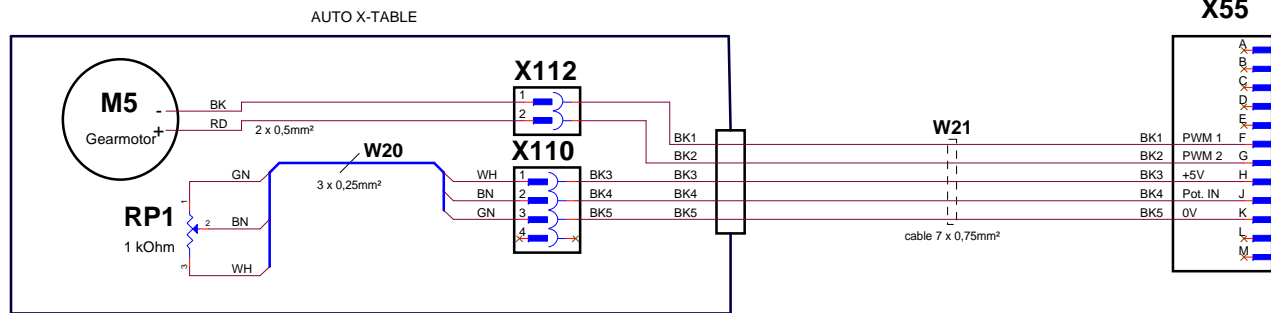 AUTO X-TABLE
X55
M5
Gearmotor
-
+
BK
RD
2 x 0,5mm²
X112
1
2
W20
3 x 0,25mm²
X110
WH 1 BK3
BN 2 BK4
GN 3 BK5
4
GN
BN
WH
RP1
1 kOhm
1
2
3
BK1
BK2
BK3
BK4
BK5
W21
cable 7 x 0,75mm²
A
B
C
D
E
BK1 PWM 1 F
BK2 PWM 2 G
BK3 +5V H
BK4 Pot. IN J
BK5 0V K
L
M